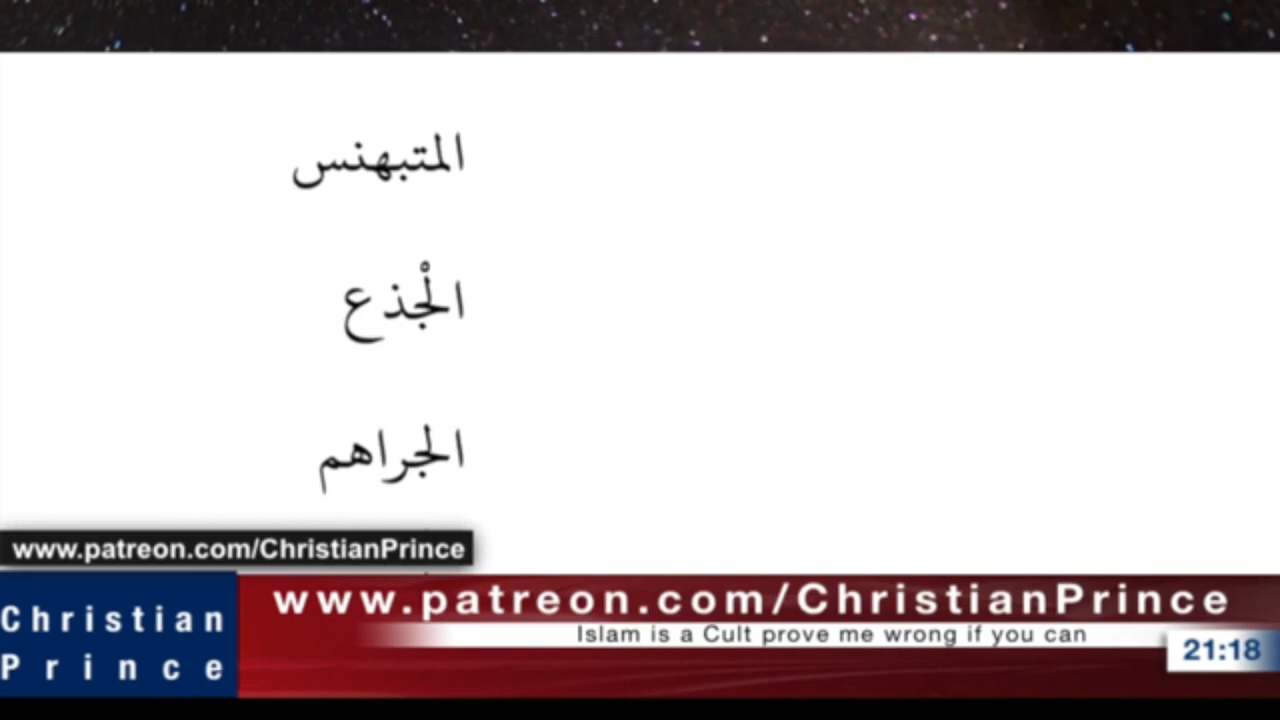 المتبهنس
الْجذع
الجراهم
www.patreon.com/ChristianPrince
www.patreon.com/ChristianPrince
Christian
Prince
Islam is a Cult prove me wrong if you can
21:18